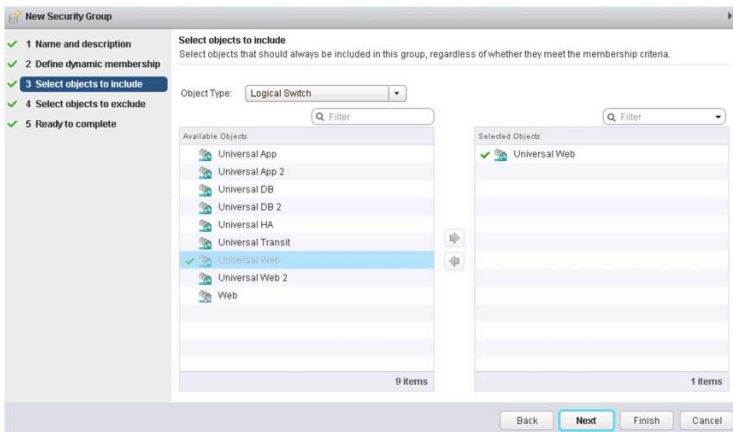 New Security Group
1 Name and description
2 Define dynamic membership
3 Select objects to include
4 Select objects to exclude
5 Ready to complete
Select objects to include
Select objects that should always be included in this group, regardless of whether they meet the membership criteria.
Object Type: Logical Switch
Filter
Available Objects
Universal App
Universal App 2
Universal DB
Universal DB 2
Universal HA
Universal Transit
Universal Web
Universal Web 2
Web
9 items
Filter
Selected Objects
Universal Web
1 items
Back Next Finish Cancel